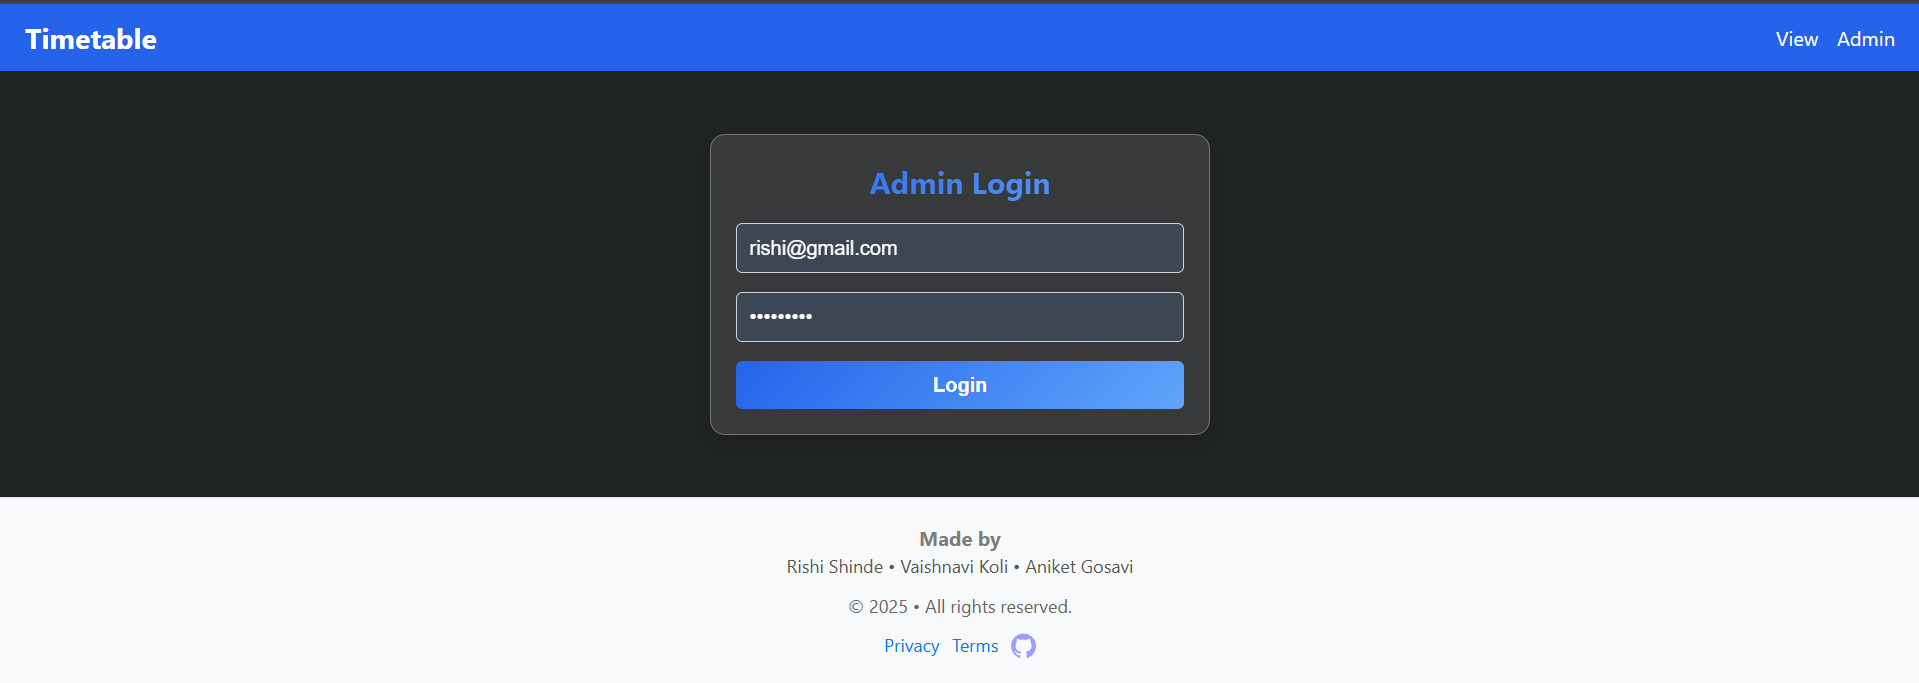 Timetable
View Admin
Admin Login
rishi@gmail.com
•••••••••
Login
Made by
Rishi Shinde • Vaishnavi Koli • Aniket Gosavi
© 2025 • All rights reserved.
Privacy Terms